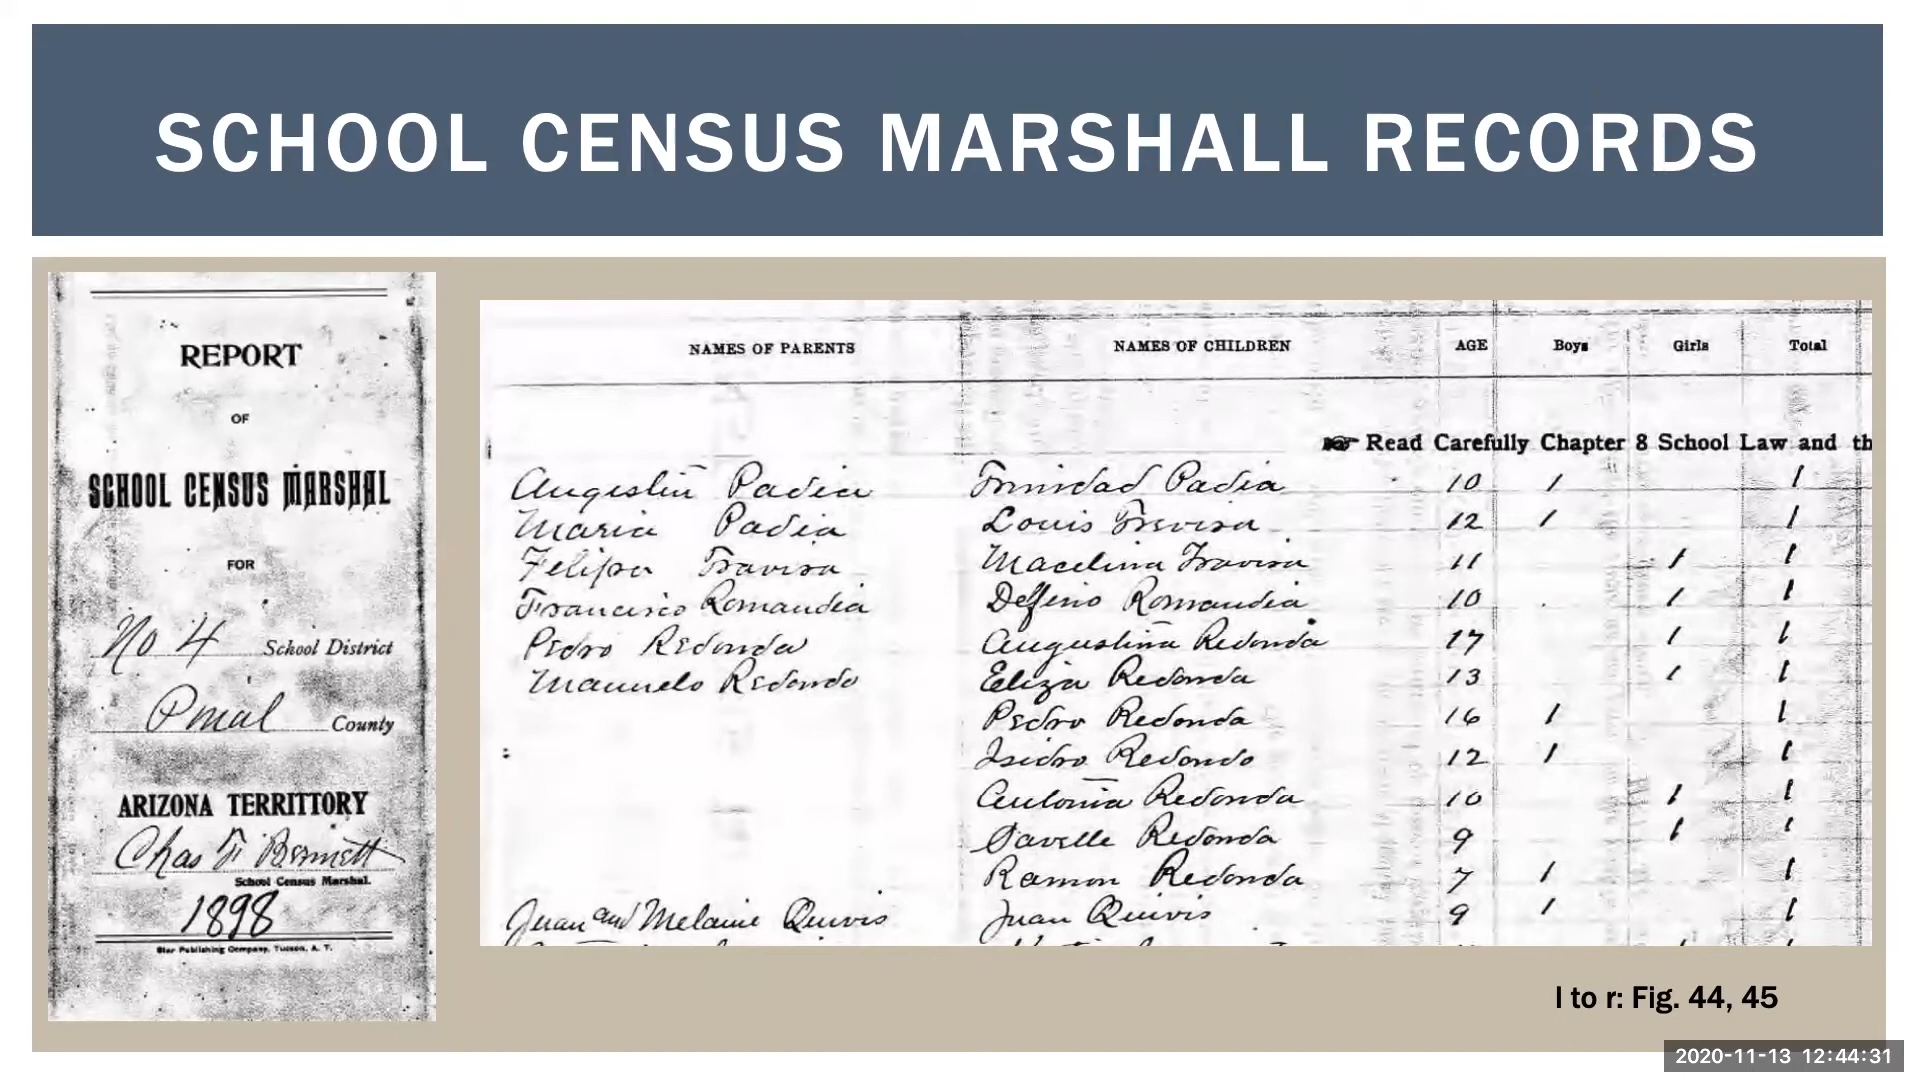 SCHOOL CENSUS MARSHALL RECORDS
REPORT
OF
SCHOOL CENSUS MARSHAL
FOR
No 4 School District
Pinal County
ARIZONA TERRITTORY
Chas F Bennett
School Census Marshal.
1898
Star Publishing Company, Tucson, A. T.
NAMES OF PARENTS NAMES OF CHILDREN AGE Boys Girls Total
☞ Read Carefully Chapter 8 School Law and th
Augustin Padia Trinidad Padia 10 1 1
Maria Padia Louis Trevisa 12 1 1
Felipa Travisa Macelina Travisa 11 1 1
Francisco Romandia Delfino Romandia 10 1 1
Pedro Redonda Augustina Redonda 17 1 1
Manuelo Redondo Eliza Redonda 13 1 1
Pedro Redonda 16 1 1
Isidro Redondo 12 1 1
Antonia Redonda 10 1 1
Redonda 9 1 1
Ramon Redonda 7 1 1
Juan and Melanie Quivis Juan Quivis 9 1 1
l to r: Fig. 44, 45
2020-11-13 12:44:31